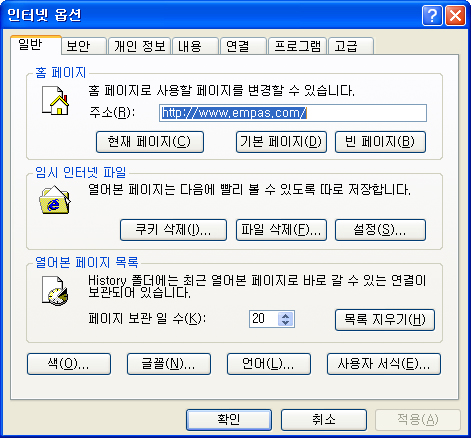 인터넷 옵션
일반 보안 개인 정보 내용 연결 프로그램 고급
홈 페이지
홈 페이지로 사용할 페이지를 변경할 수 있습니다.
주소(R): http://www.empas.com/
현재 페이지(C) 기본 페이지(D) 빈 페이지(B)
임시 인터넷 파일
열어본 페이지는 다음에 빨리 볼 수 있도록 따로 저장합니다.
쿠키 삭제(I)... 파일 삭제(F)... 설정(S)...
열어본 페이지 목록
History 폴더에는 최근 열어본 페이지로 바로 갈 수 있는 연결이
보관되어 있습니다.
페이지 보관 일 수(K): 20 목록 지우기(H)
색(O)... 글꼴(N)... 언어(L)... 사용자 서식(E)...
확인 취소 적용(A)